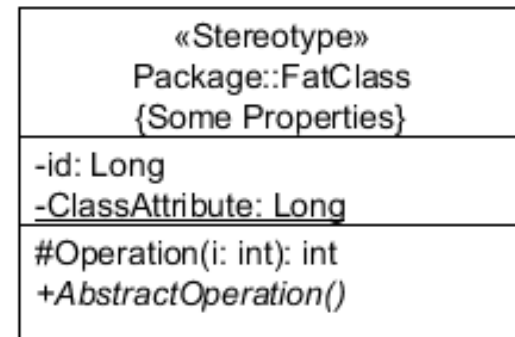 «Stereotype»
Package::FatClass
{Some Properties}
-id: Long
-ClassAttribute: Long
#Operation(i: int): int
+AbstractOperation()